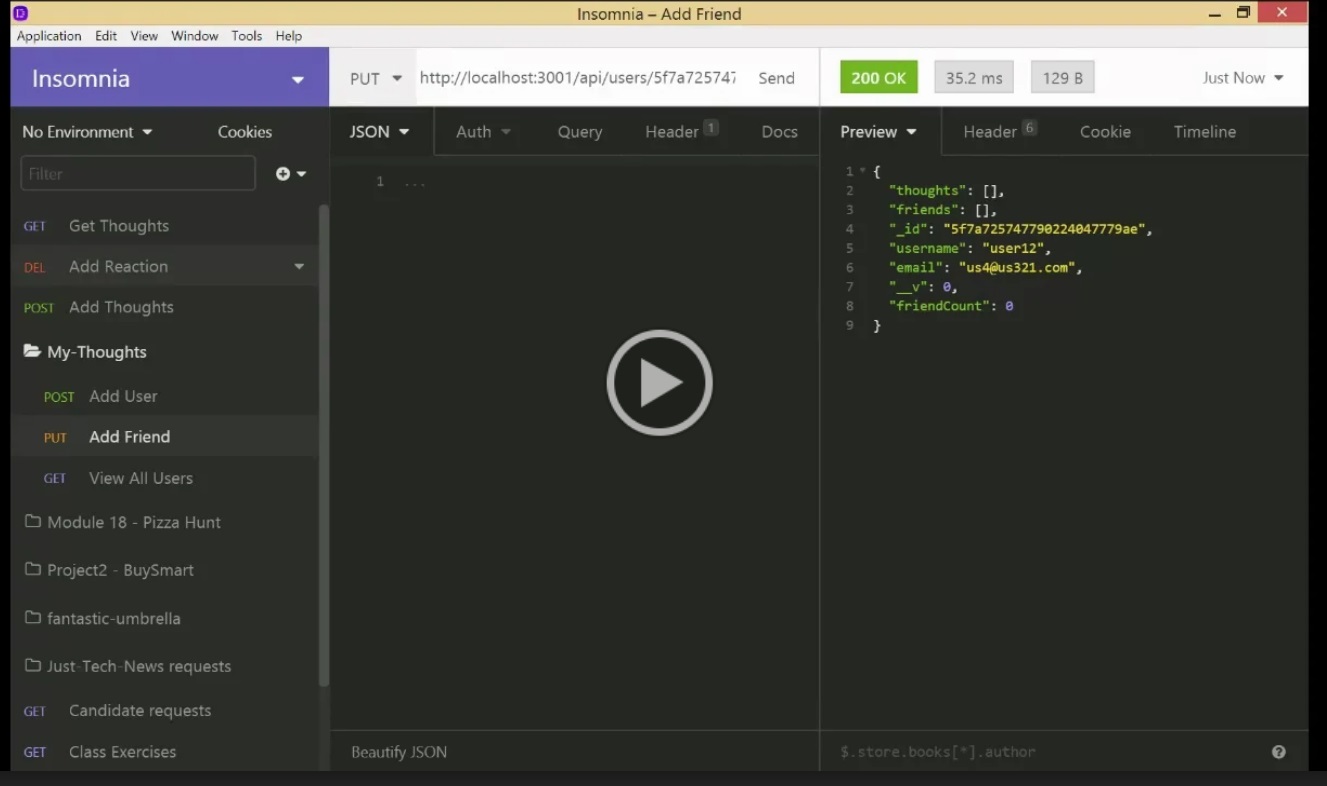 Insomnia – Add Friend
Application Edit View Window Tools Help
Insomnia
PUT http://localhost:3001/api/users/5f7a725747 Send
200 OK 35.2 ms 129 B Just Now
No Environment Cookies
JSON Auth Query Header 1 Docs
Preview Header 6 Cookie Timeline
Filter
GET Get Thoughts
DEL Add Reaction
POST Add Thoughts
My-Thoughts
POST Add User
PUT Add Friend
GET View All Users
Module 18 - Pizza Hunt
Project2 - BuySmart
fantastic-umbrella
Just-Tech-News requests
GET Candidate requests
GET Class Exercises
1 ...
Beautify JSON
1 {
2 "thoughts": [],
3 "friends": [],
4 "_id": "5f7a725747790224047779ae",
5 "username": "user12",
6 "email": "us4@us321.com",
7 "__v": 0,
8 "friendCount": 0
9 }
$.store.books[*].author